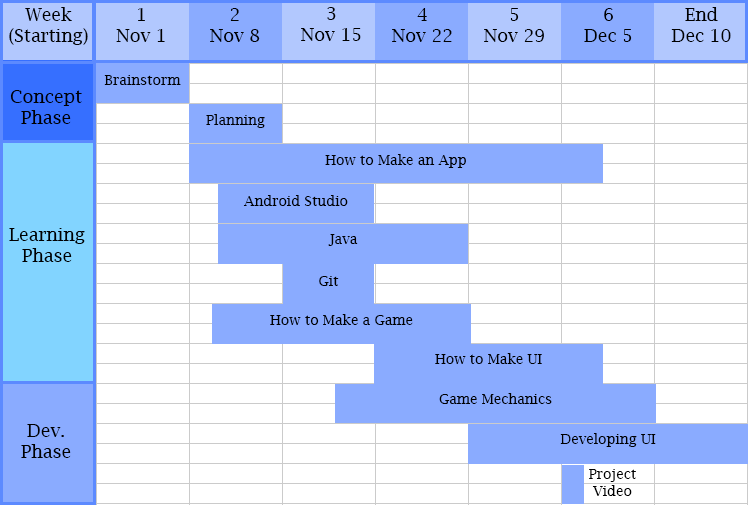 Week
(Starting)
1
Nov 1
2
Nov 8
3
Nov 15
4
Nov 22
5
Nov 29
6
Dec 5
End
Dec 10
Concept
Phase
Brainstorm
Planning
Learning
Phase
How to Make an App
Android Studio
Java
Git
How to Make a Game
How to Make UI
Dev.
Phase
Game Mechanics
Developing UI
Project
Video